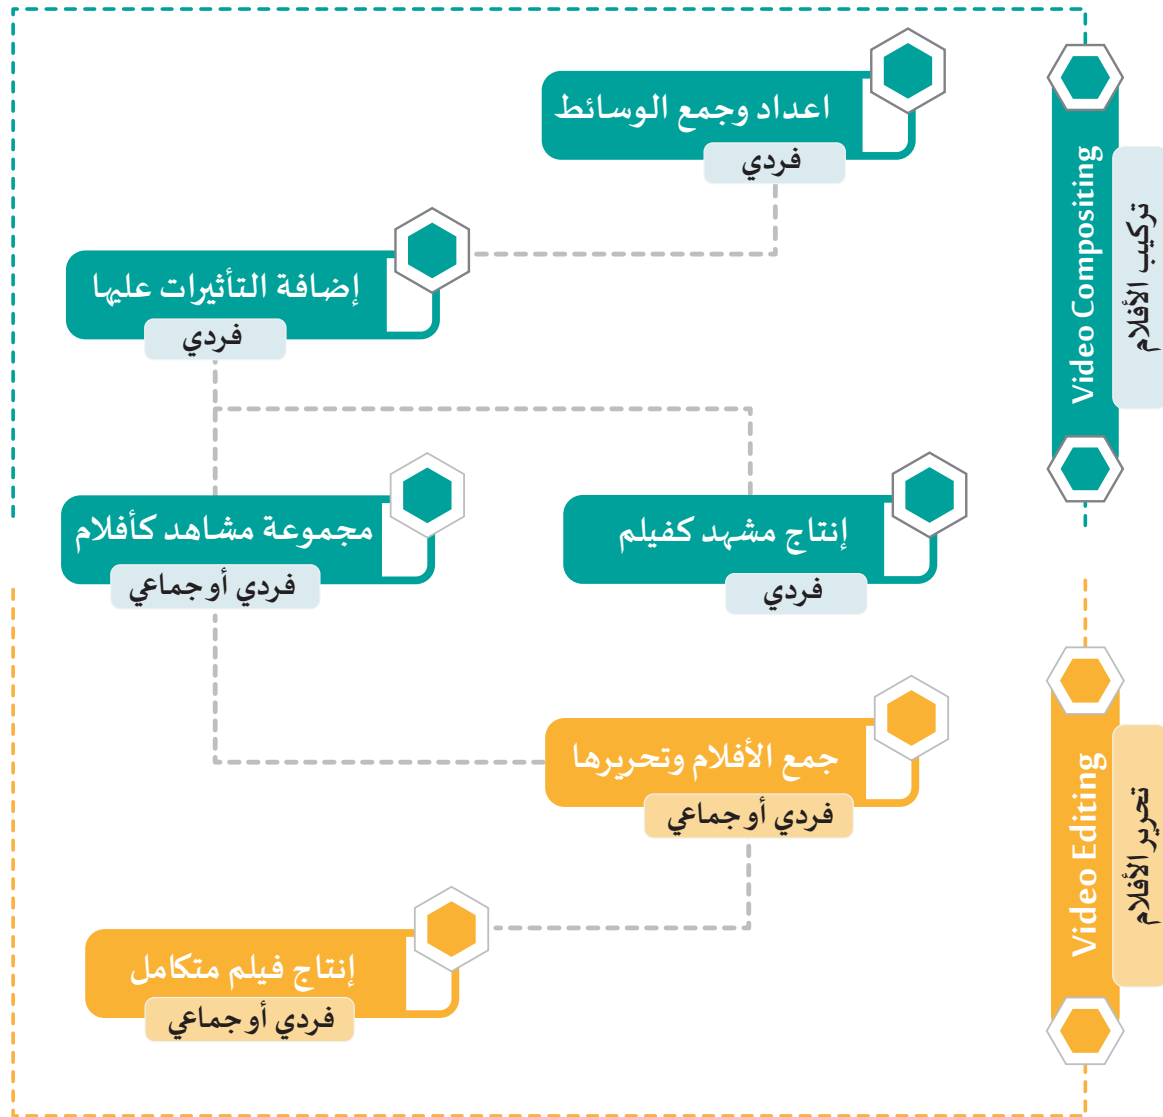 اعداد وجمع الوسائط
فردي
إضافة التأثيرات عليها
فردي
Video Compositing
تركيب الأفلام
إنتاج مشهد كفيلم
فردي
مجموعة مشاهد كأفلام
فردي أو جماعي
جمع الأفلام وتحريرها
فردي أو جماعي
Video Editing
تحرير الأفلام
إنتاج فيلم متكامل
فردي أو جماعي